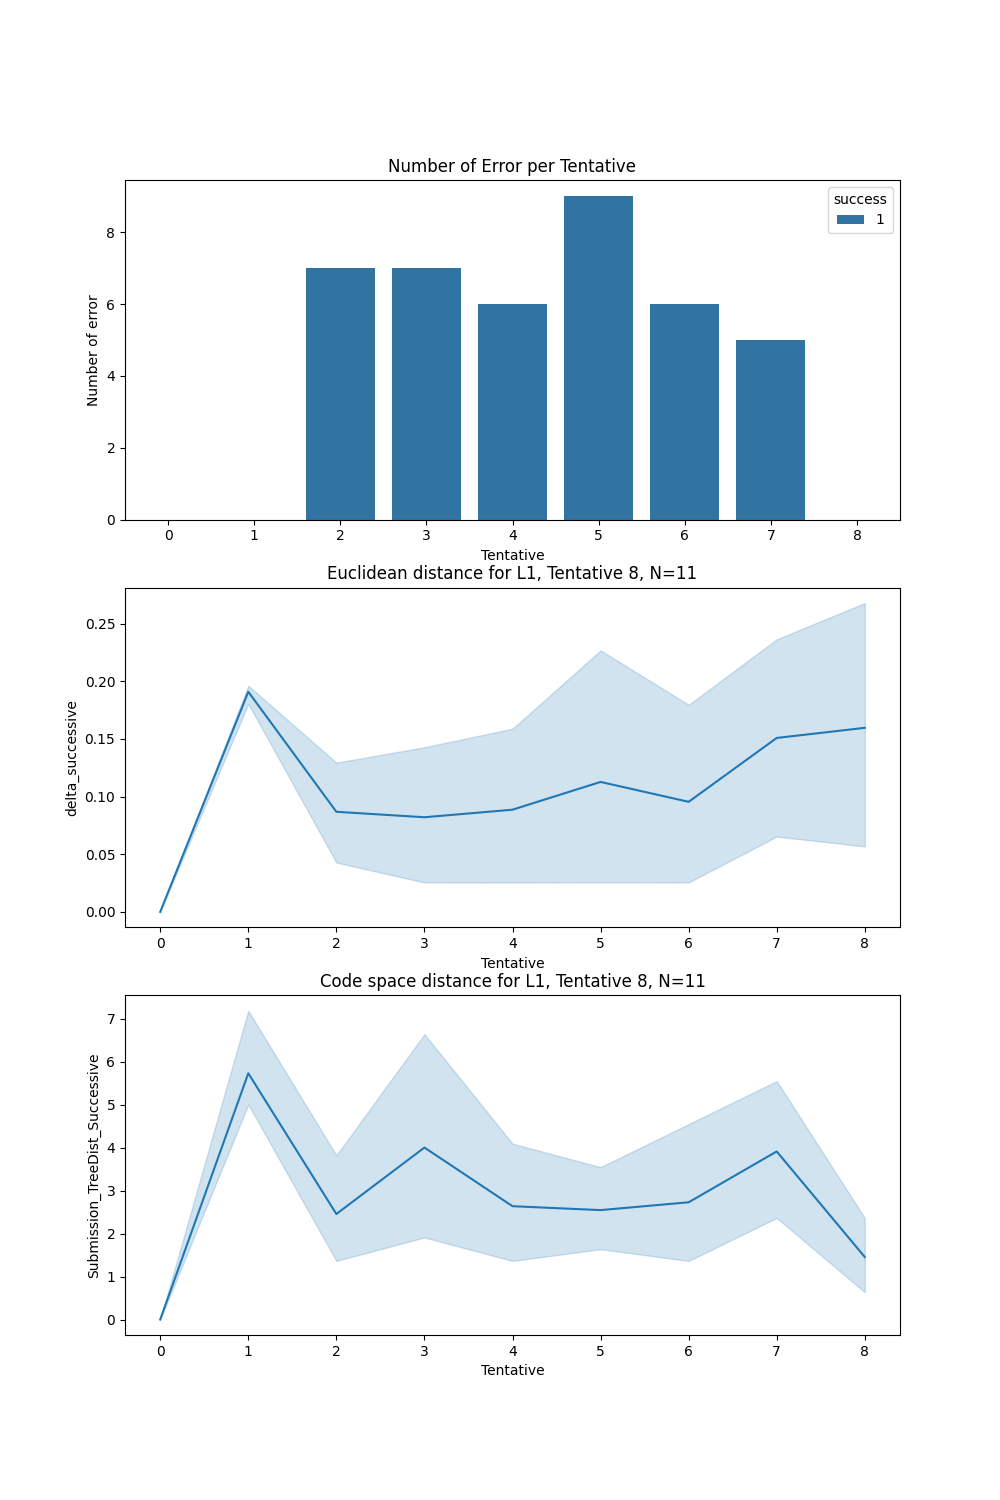 Number of Error per Tentative
success
1
8
6
4
2
0
Number of error
0 1 2 3 4 5 6 7 8
Tentative
Euclidean distance for L1, Tentative 8, N=11
0.25
0.20
0.15
0.10
0.05
0.00
delta_successive
0 1 2 3 4 5 6 7 8
Tentative
Code space distance for L1, Tentative 8, N=11
7
6
5
4
3
2
1
0
Submission_TreeDist_Successive
0 1 2 3 4 5 6 7 8
Tentative